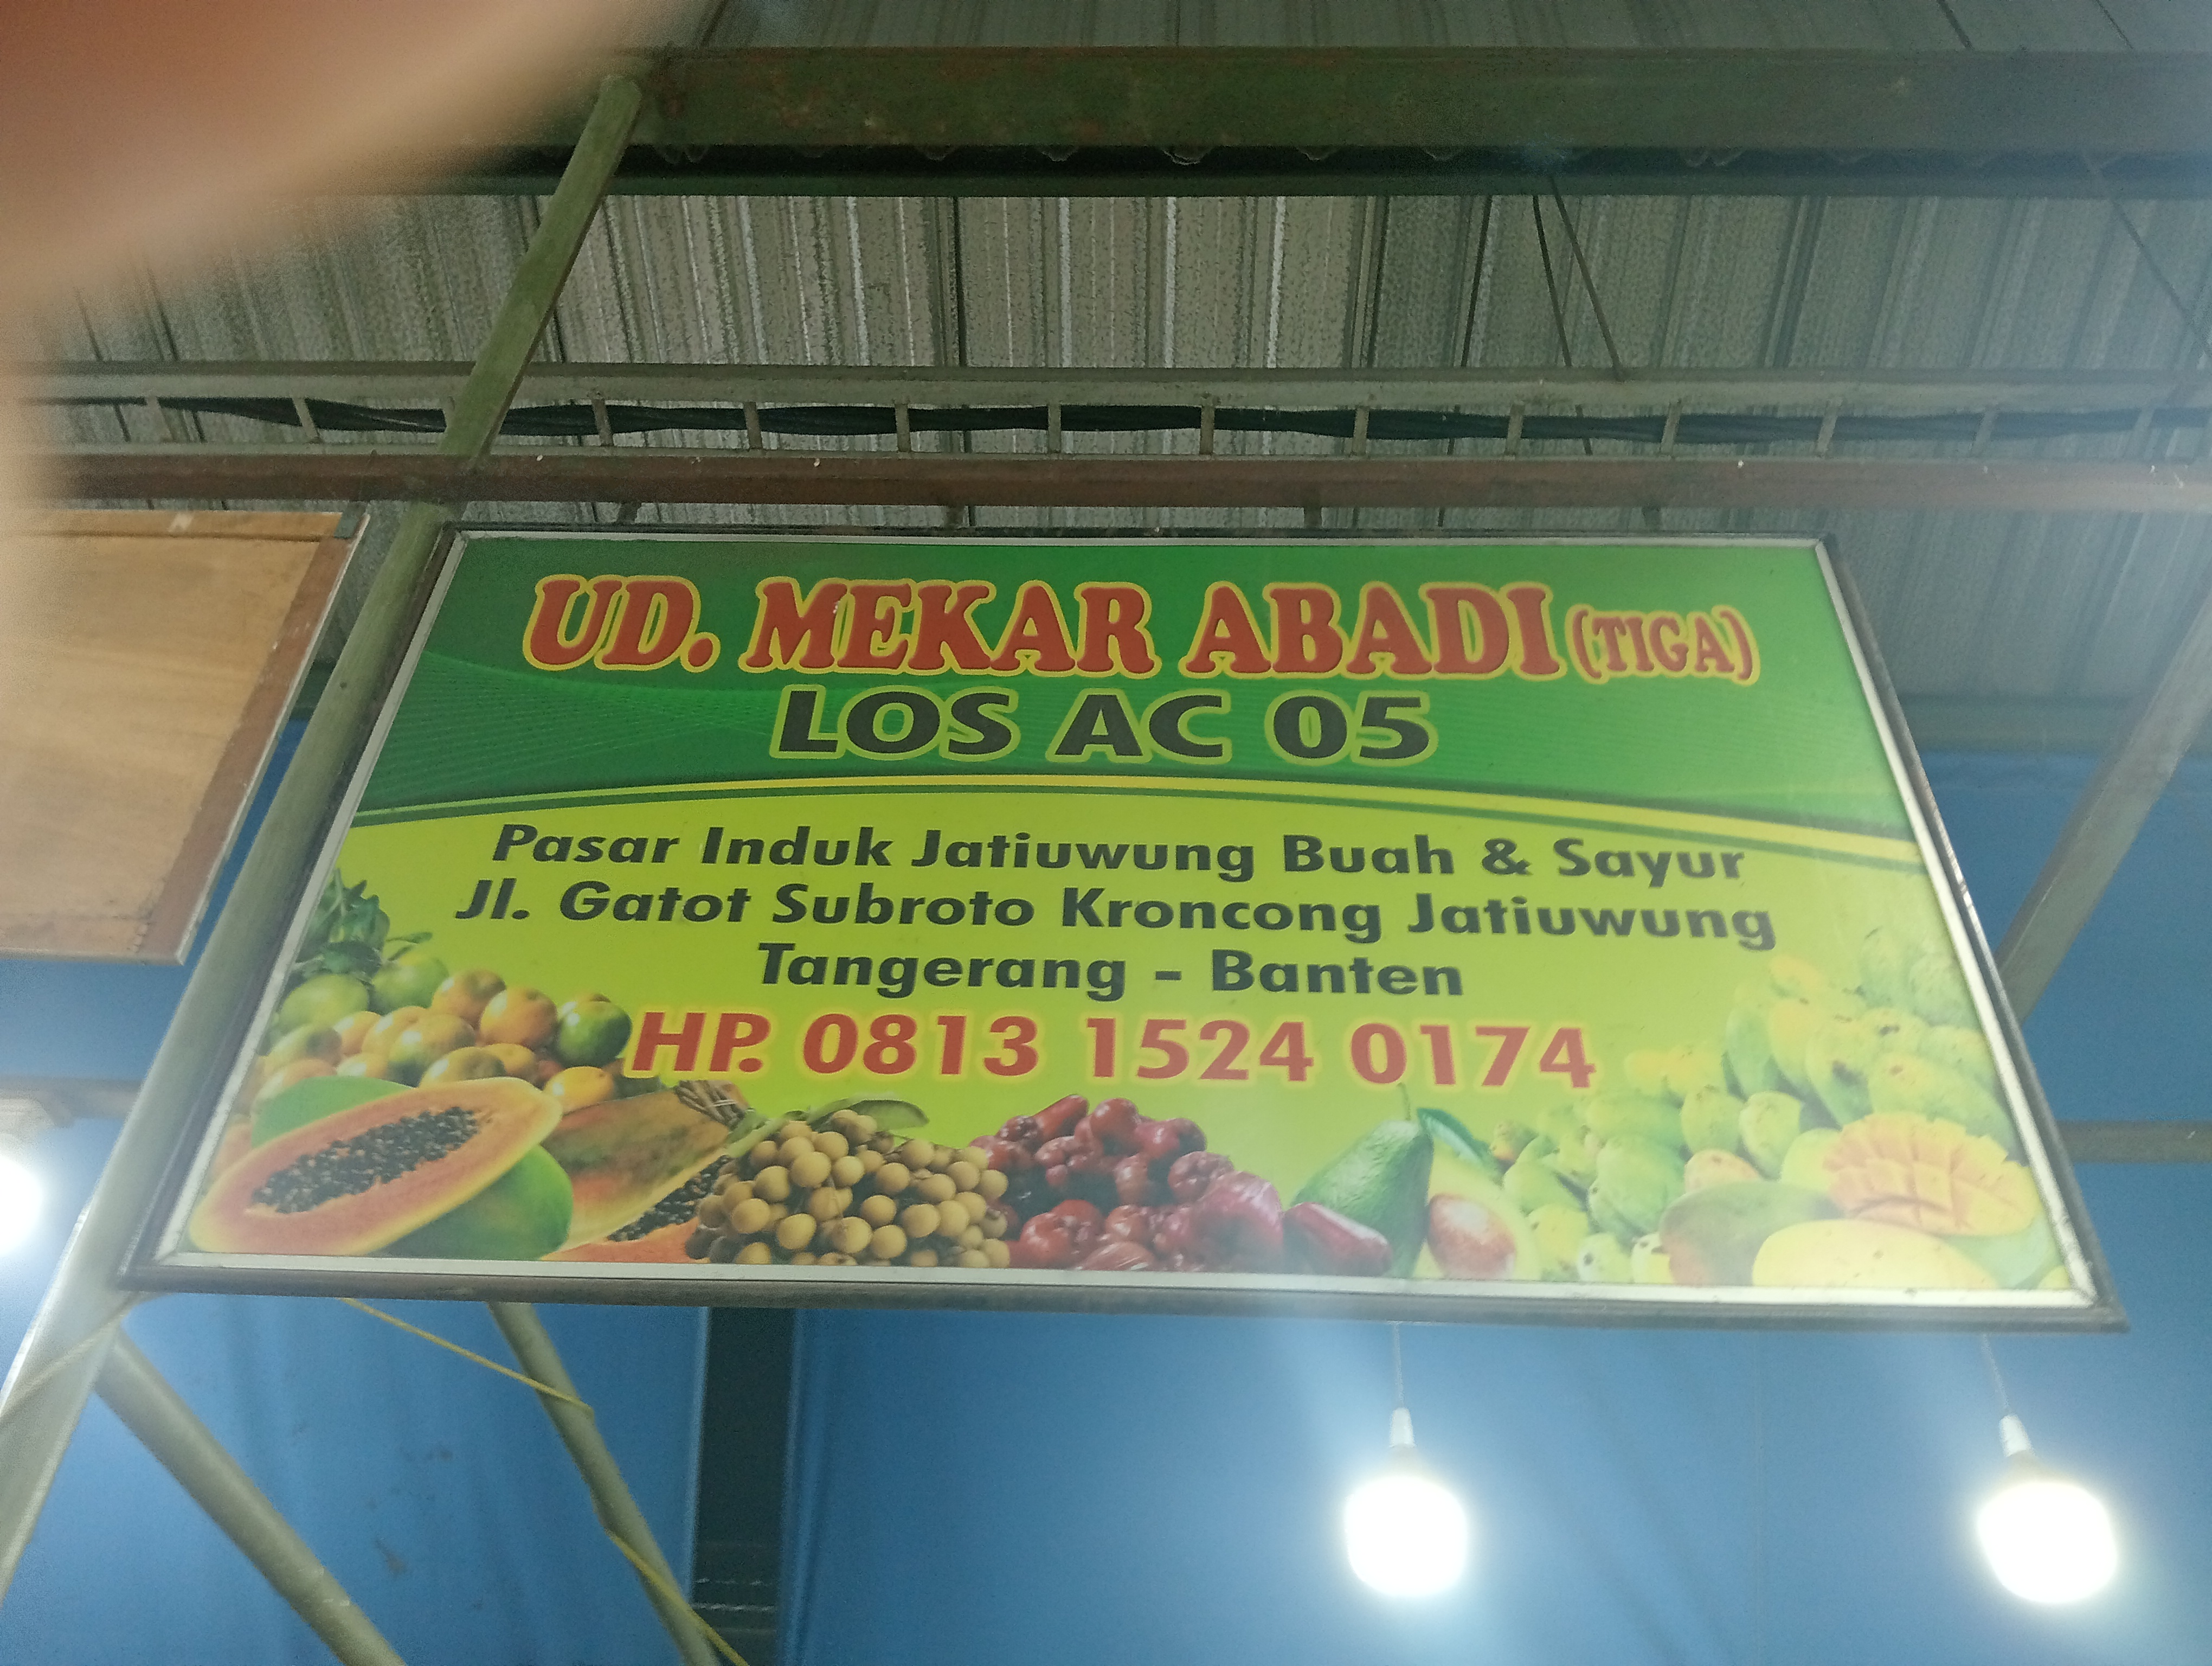 UD. MEKAR ABADI (TIGA)
LOS AC 05
Pasar Induk Jatiuwung Buah & Sayur
Jl. Gatot Subroto Kroncong Jatiuwung
Tangerang - Banten
HP. 0813 1524 0174